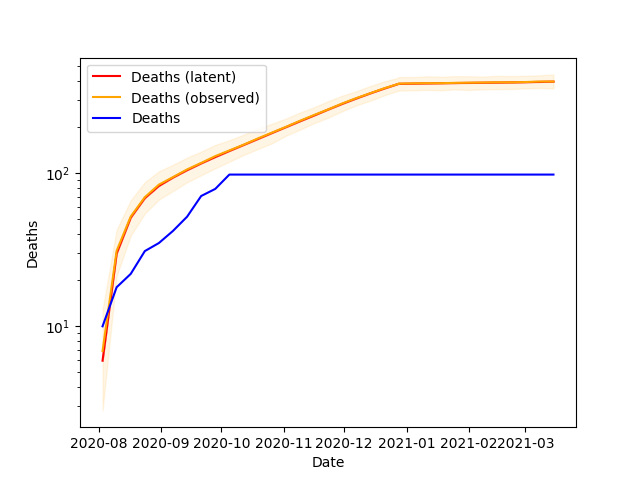 Deaths (latent)
Deaths (observed)
Deaths
10²
10¹
Deaths
2020-08 2020-09 2020-10 2020-11 2020-12 2021-01 2021-02 2021-03
Date